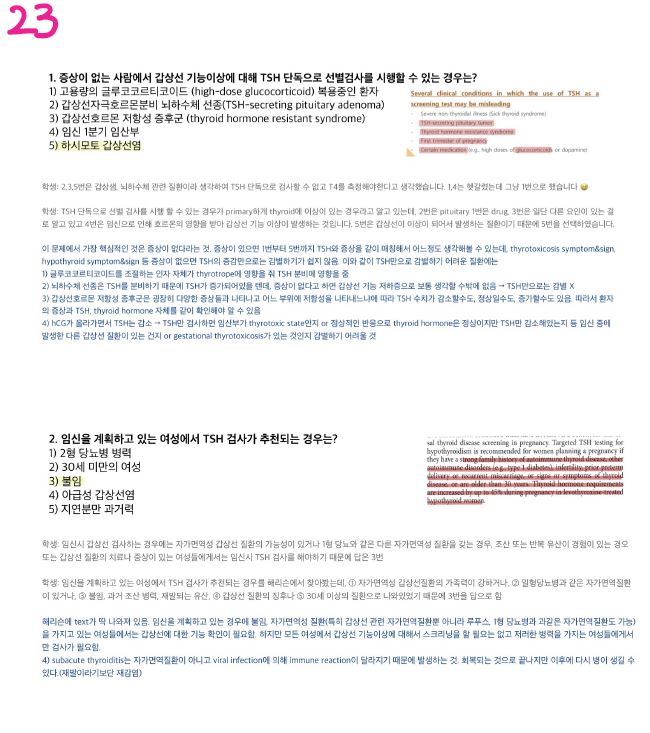 23
1. 증상이 없는 사람에서 갑상선 기능이상에 대해 TSH 단독으로 선별검사를 시행할 수 있는 경우는?
1) 고용량의 글루코코르티코이드 (high-dose glucocorticoid) 복용중인 환자
2) 갑상선자극호르몬분비 뇌하수체 선종(TSH-secreting pituitary adenoma)
3) 갑상선호르몬 저항성 증후군 (thyroid hormone resistant syndrome)
4) 임신 1분기 임산부
5) 하시모토 갑상선염
Several clinical conditions in which the use of TSH as a
screening test may be misleading
- Severe non-thyroidal illness (Sick thyroid syndrome)
- TSH-secreting pituitary tumor
- Thyroid hormone resistance syndrome
- First trimester of pregnancy
- Certain medication (e.g., high doses of glucocorticoids or dopamine)
학생: 2,3,5번은 갑상샘, 뇌하수체 관련 질환이라 생각하여 TSH 단독으로 검사할 수 없고 T4를 측정해야한다고 생각했습니다. 1,4는 헷갈렸는데 그냥 1번으로 했습니다 😅
학생: TSH 단독으로 선별 검사를 시행 할 수 있는 경우가 primary하게 thyroid에 이상이 있는 경우라고 알고 있는데, 2번은 pituitary 1번은 drug, 3번은 일단 다른 요인이 있는 걸
로 알고 있고 4번은 임신으로 인해 호르몬의 영향을 받아 갑선 기능 이상이 발생하는 것입니다. 5번은 갑상선이 이상이 되어서 발생하는 질환이기 때문에 5번을 선택하였습니다.
이 문제에서 가장 핵심적인 것은 증상이 없다라는 것. 증상이 있으면 1번부터 5번까지 TSH와 증상을 같이 매칭해서 어느정도 생각해볼 수 있는데, thyrotoxicosis symptom&sign,
hypothyroid symptom&sign 등 증상이 없으면 TSH의 증감만으로는 감별하기가 쉽지 않음. 이와 같이 TSH만으로 감별하기 어려운 질환에는
1) 글루코코르티코이드를 조절하는 인자 자체가 thyrotrope에 영향을 줘 TSH 분비에 영향을 줌
2) 뇌하수체 선종은 TSH를 분비하기 때문에 TSH가 증가되어있을 텐데, 증상이 없다고 하면 갑상선 기능 저하증으로 보통 생각할 수밖에 없음 → TSH만으로는 감별 X
3) 갑상선호르몬 저항성 증후군은 굉장히 다양한 증상들과 나타나고 어느 부위에 저항성을 나타내느냐에 따라 TSH 수치가 감소할수도, 정상일수도, 증가할수도 있음. 따라서 환자
의 증상과 TSH, thyroid hormone 자체를 같이 확인해야 알 수 있음
4) hCG가 올라가면서 TSH는 감소 → TSH만 검사하면 임산부가 thyrotoxic state인지 or 정상적인 반응으로 thyroid hormone은 정상이지만 TSH만 감소해있는지 등 임신 중에
발생한 다른 갑상선 질환이 있는 건지 or gestational thyrotoxicosis가 있는 것인지 감별하기 어려울 것
2. 임신을 계획하고 있는 여성에서 TSH 검사가 추천되는 경우는?
1) 2형 당뇨병 병력
2) 30세 미만의 여성
3) 불임
4) 아급성 갑상선염
5) 지연분만 과거력
sal thyroid disease screening in pregnancy. Targeted TSH testing for
hypothyroidism is recommended for women planning a pregnancy if
they have a strong family history of autoimmune thyroid disease, other
autoimmune disorders (e.g., type 1 diabetes), infertility, prior preterm
delivery or recurrent miscarriage, or signs or symptoms of thyroid
disease, or are older than 30 years. Thyroid hormone requirements
are increased by up to 45% during pregnancy in levothyroxine-treated
hypothyroid women.
학생: 임신시 갑상선 검사하는 경우에는 자가면역성 갑상선 질환의 가능성이 있거나 1형 당뇨와 같은 다른 자가면역성 질환을 갖는 경우, 조산 또는 반복 유산이 경험이 있는 경우
또는 갑상선 질환의 치료나 증상이 있는 여성들에게서는 임신시 TSH 검사를 해야하기 때문에 답은 3번
학생: 임신을 계획하고 있는 여성에서 TSH 검사가 추천되는 경우를 해리슨에서 찾아봤는데, ① 자가면역성 갑상선질환의 가족력이 강하거나, ② 일형당뇨병과 같은 자가면역질환
이 있거나, ③ 불임, 과거 조산 병력, 재발되는 유산, ④ 갑상선 질환의 징후나 ⑤ 30세 이상의 질환으로 나와있었기 때문에 3번을 답으로 함
해리슨에 text가 딱 나와져 있음. 임신을 계획하고 있는 경우에 불임, 자가면역성 질환(특히 갑상선 관련 자가면역질환뿐 아니라 루푸스, 1형 당뇨병과 과같은 자가면역질환도 가능)
을 가지고 있는 여성들에게서는 갑상선에 대한 기능 확인이 필요함. 하지만 모든 여성에서 갑상선 기능이상에 대해서 스크리닝을 할 필요는 없고 저러한 병력을 가지는 여성들에게서
만 검사가 필요함.
4) subacute thyroiditis는 자가면역질환이 아니고 viral infection에 의해 immune reaction이 달라지기 때문에 발생하는 것. 회복되는 것으로 끝나지만 이후에 다시 병이 생길 수
있다.(재발이라기보단 재감염)